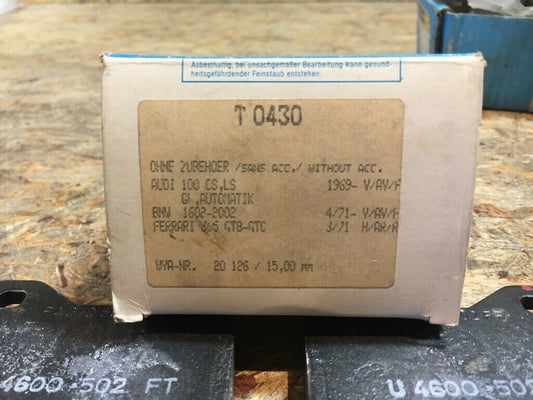 Asbesthaltig, bei unsachgemäßer Bearbeitung kann gesund-
heitsgefährdender Feinstaub entstehen.
T 0430
OHNE ZUBEHOER /SANS ACC./ WITHOUT ACC.
AUDI 100 CS,LS 1969- V/AV/F
GL,AUTOMATIK
BMW 1602-2002 4/71- V/AV/F
FERRARI 365 GTB-GTC 3/71 H/AR/R
WVA-NR. 20 126 / 15,00 MM
4600-502 FT
U 4600-502